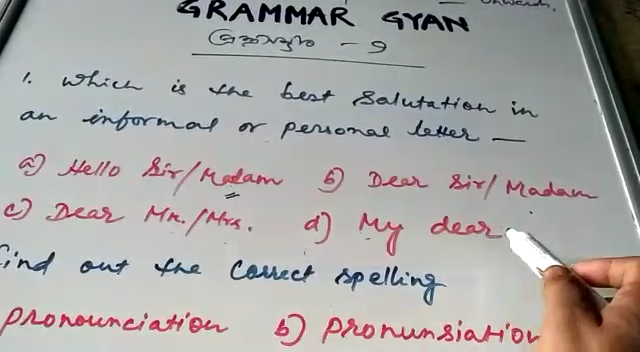 onwards,
GRAMMAR GYAN
1. Which is the best salutation in
an informal or personal letter —
a) Hello Sir/Madam b) Dear Sir/Madam
c) Dear Mr./Mrs. d) My dear
Find out the correct spelling
pronounciation b) pronunsiation